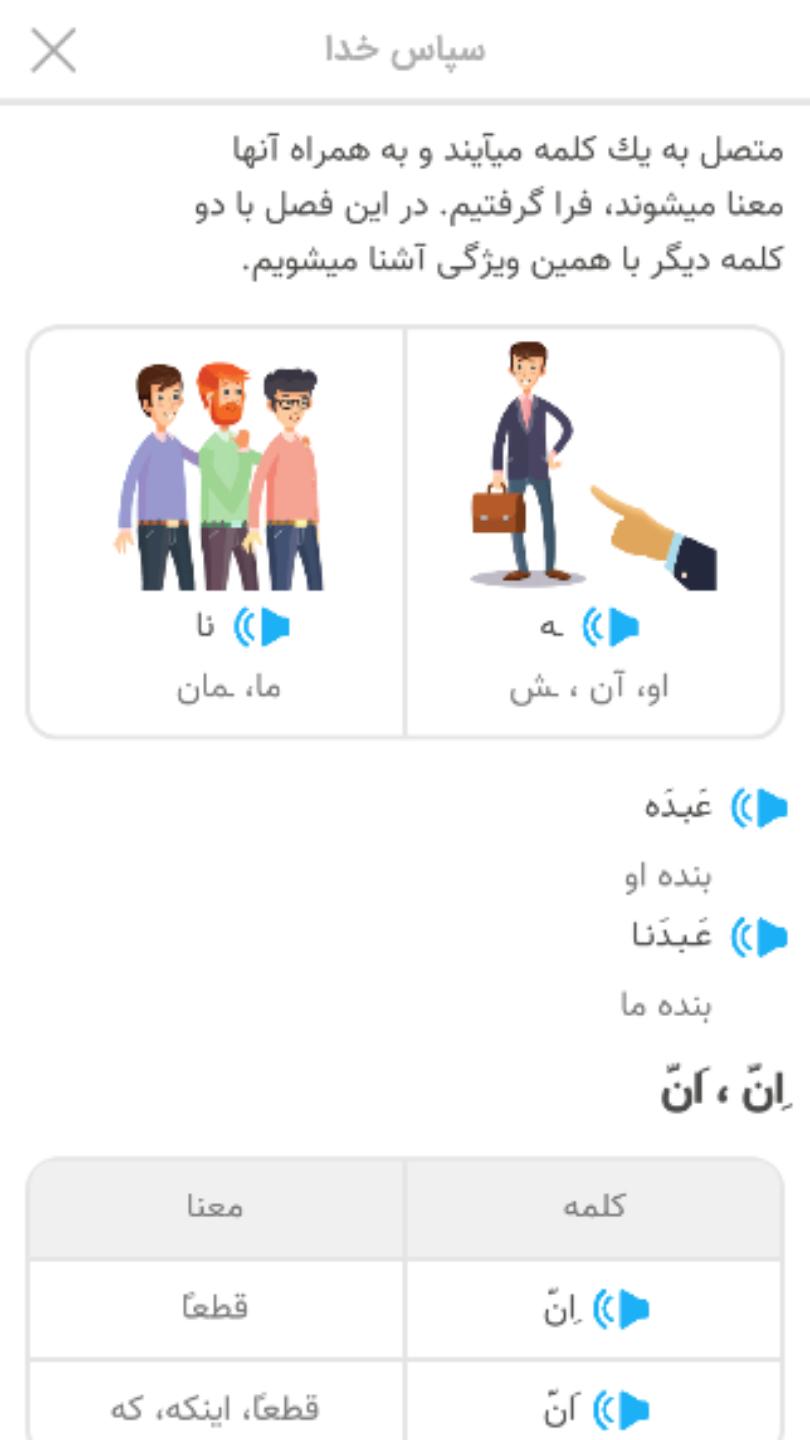 سپاس خدا
متصل به يك كلمه ميآيند و به همراه آنها
معنا ميشوند، فرا گرفتيم. در اين فصل با دو
كلمه ديگر با همين ويژگى آشنا ميشويم.
ـه
نا
او، آن ، ـش
ما، ـمان
عَبدَه
بنده او
عَبدَنا
بنده ما
اِنّ ، اَنّ
کلمه
معنا
اِنّ
قطعاً
اَنّ
قطعاً، اینکه، که